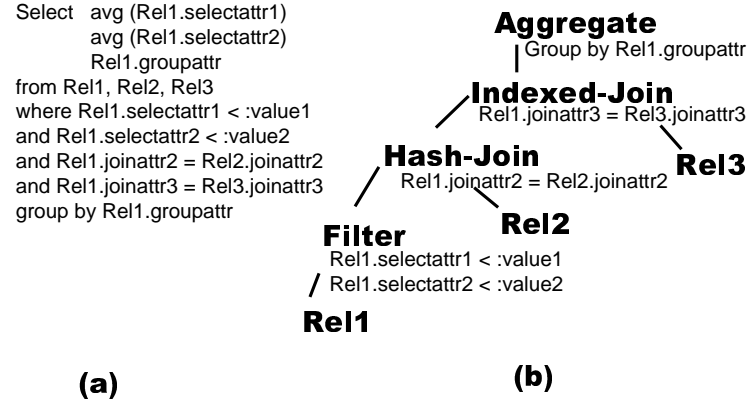 Select avg (Rel1.selectattr1)
avg (Rel1.selectattr2)
Rel1.groupattr
from Rel1, Rel2, Rel3
where Rel1.selectattr1 < :value1
and Rel1.selectattr2 < :value2
and Rel1.joinattr2 = Rel2.joinattr2
and Rel1.joinattr3 = Rel3.joinattr3
group by Rel1.groupattr
(a)
Aggregate
Group by Rel1.groupattr
Indexed-Join
Rel1.joinattr3 = Rel3.joinattr3
Rel3
Hash-Join
Rel1.joinattr2 = Rel2.joinattr2
Rel2
Filter
Rel1.selectattr1 < :value1
Rel1.selectattr2 < :value2
Rel1
(b)